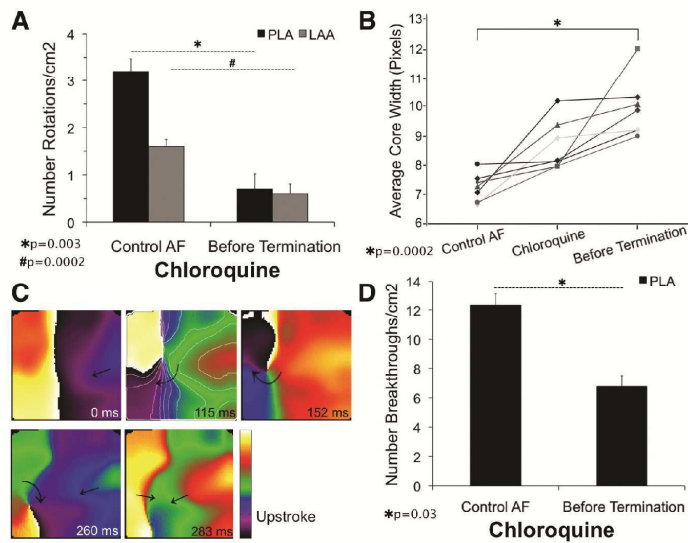 A
PLA LAA
Number Rotations/cm2
4
3
2
1
0
*
#
Control AF Before Termination
*p=0.003
#p=0.0002
Chloroquine
B
Average Core Width (Pixels)
13
12
11
10
9
8
7
6
*
Control AF
Chloroquine
Before Termination
*p=0.0002
C
0 ms
115 ms
152 ms
260 ms
283 ms
Upstroke
D
PLA
Number Breakthroughs/cm2
14
12
10
8
6
4
2
0
*
Control AF Before Termination
*p=0.03
Chloroquine